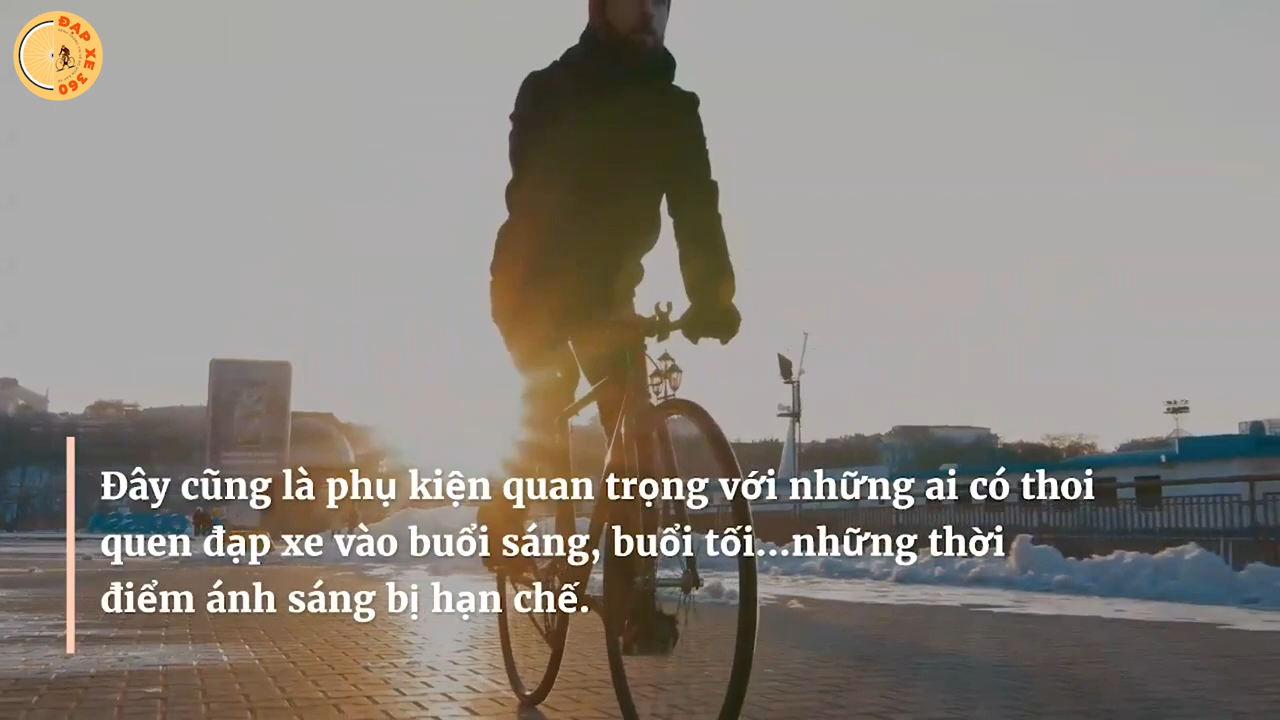 ĐẠP XE 360
Đây cũng là phụ kiện quan trọng với những ai có thoi
quen đạp xe vào buổi sáng, buổi tối...những thời
điểm ánh sáng bị hạn chế.